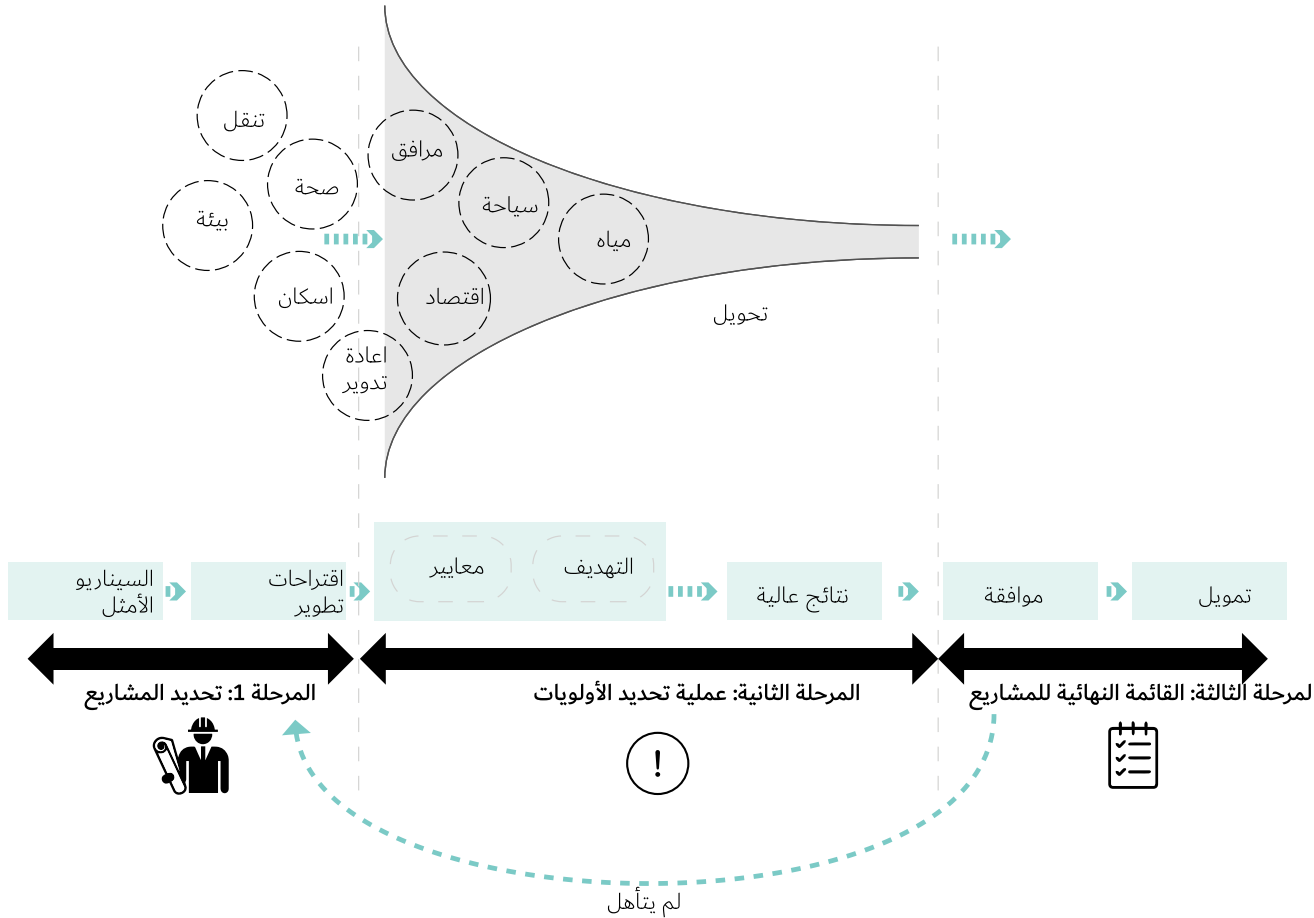 تنقل
صحة
بيئة
اسكان
مرافق
سياحة
مياه
اقتصاد
اعادة
تدوير
تحويل
السيناريو
الأمثل
اقتراحات
تطوير
معايير
التهديف
نتائج عالية
موافقة
تمويل
المرحلة 1: تحديد المشاريع
المرحلة الثانية: عملية تحديد الأولويات
لمرحلة الثالثة: القائمة النهائية للمشاريع
!
لم يتأهل